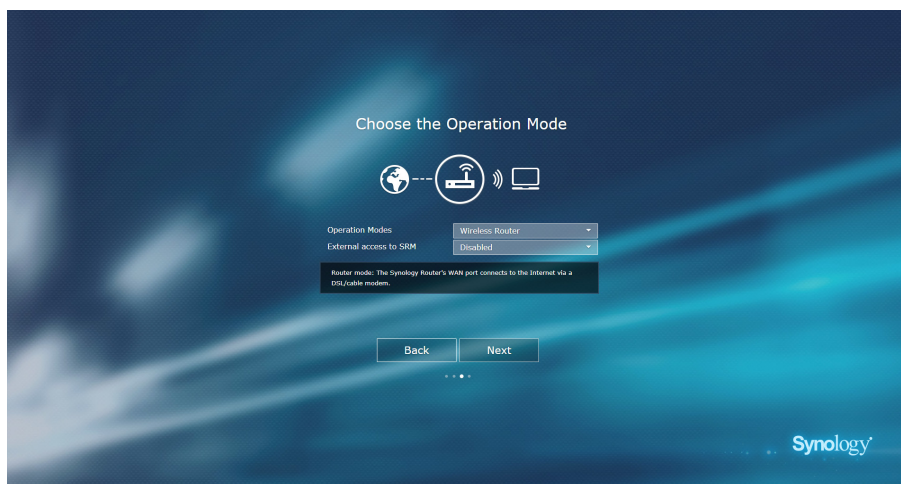 Choose the Operation Mode
Operation Modes
Wireless Router
External access to SRM
Disabled
Router mode: The Synology Router's WAN port connects to the Internet via a
DSL/cable modem.
Back
Next
Synology